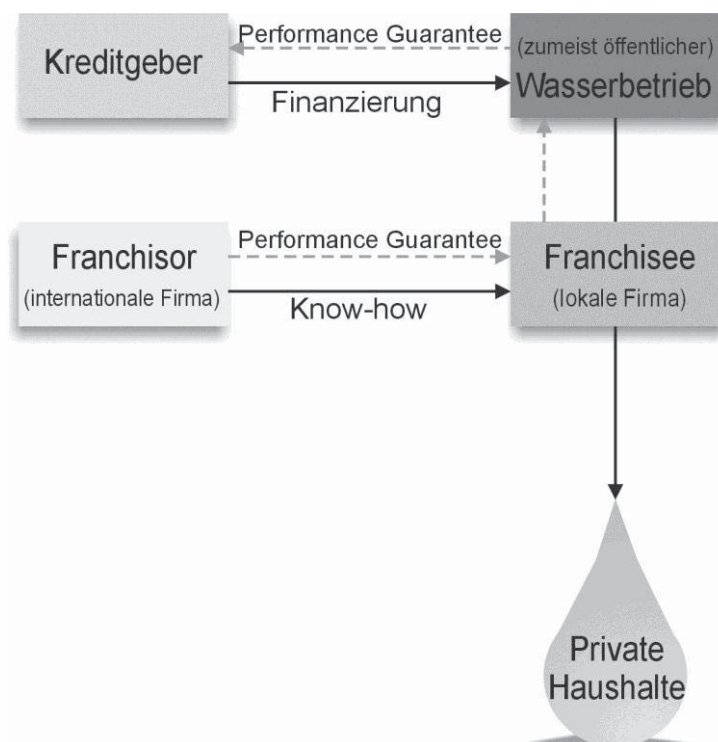 Kreditgeber
Performance Guarantee
Finanzierung
(zumeist öffentlicher)
Wasserbetrieb
Franchisor
(internationale Firma)
Performance Guarantee
Know-how
Franchisee
(lokale Firma)
Private
Haushalte